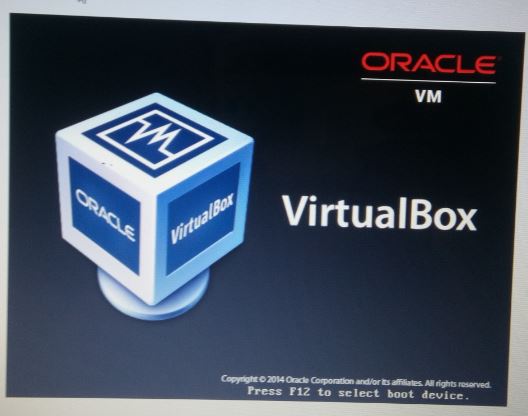 ORACLE
VM
ORACLE
VirtualBox
VirtualBox
Copyright © 2014 Oracle Corporation and/or its affiliates. All rights reserved.
Press F12 to select boot device.